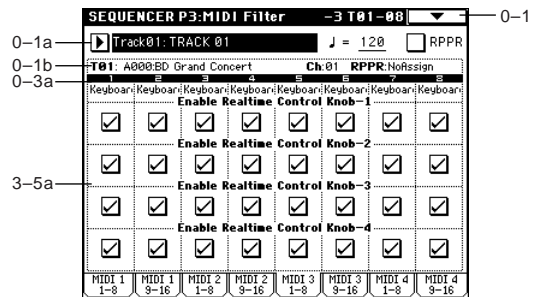 SEQUENCER P3:MIDI Filter −3 T01−08
0–1
0–1a
Track01: TRACK 01
♩ = 120
RPPR
0–1b
T01: A000:BD Grand Concert Ch:01 RPPR:NoAssign
0–3a
1 2 3 4 5 6 7 8
Keyboar Keyboar Keyboar Keyboar Keyboar Keyboar Keyboar Keyboar
Enable Realtime Control Knob−1
Enable Realtime Control Knob−2
3–5a
Enable Realtime Control Knob−3
Enable Realtime Control Knob−4
MIDI 1 MIDI 1 MIDI 2 MIDI 2 MIDI 3 MIDI 3 MIDI 4 MIDI 4
1−8 9−16 1−8 9−16 1−8 9−16 1−8 9−16